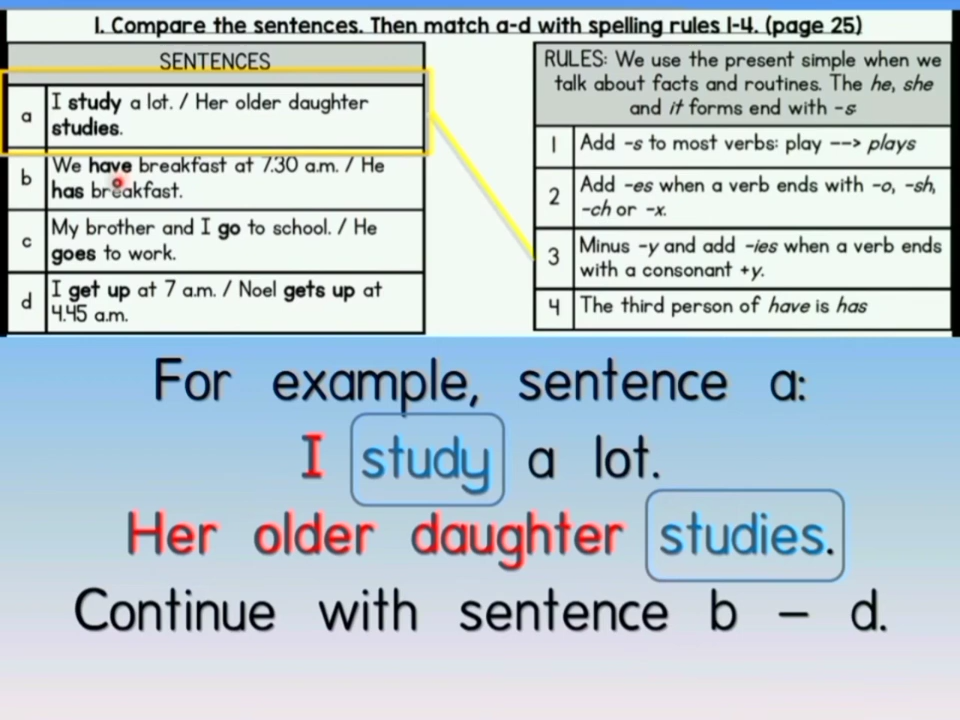 1. Compare the sentences. Then match a-d with spelling rules 1-4. (page 25)
SENTENCES
a
I study a lot. / Her older daughter
studies.
b
We have breakfast at 7.30 a.m. / He
has breakfast.
c
My brother and I go to school. / He
goes to work.
d
I get up at 7 a.m. / Noel gets up at
4.45 a.m.
RULES: We use the present simple when we
talk about facts and routines. The he, she
and it forms end with -s
1
Add -s to most verbs: play --> plays
2
Add -es when a verb ends with -o, -sh,
-ch or -x.
3
Minus -y and add -ies when a verb ends
with a consonant +y.
4
The third person of have is has
For example, sentence a:
I study a lot.
Her older daughter studies.
Continue with sentence b – d.